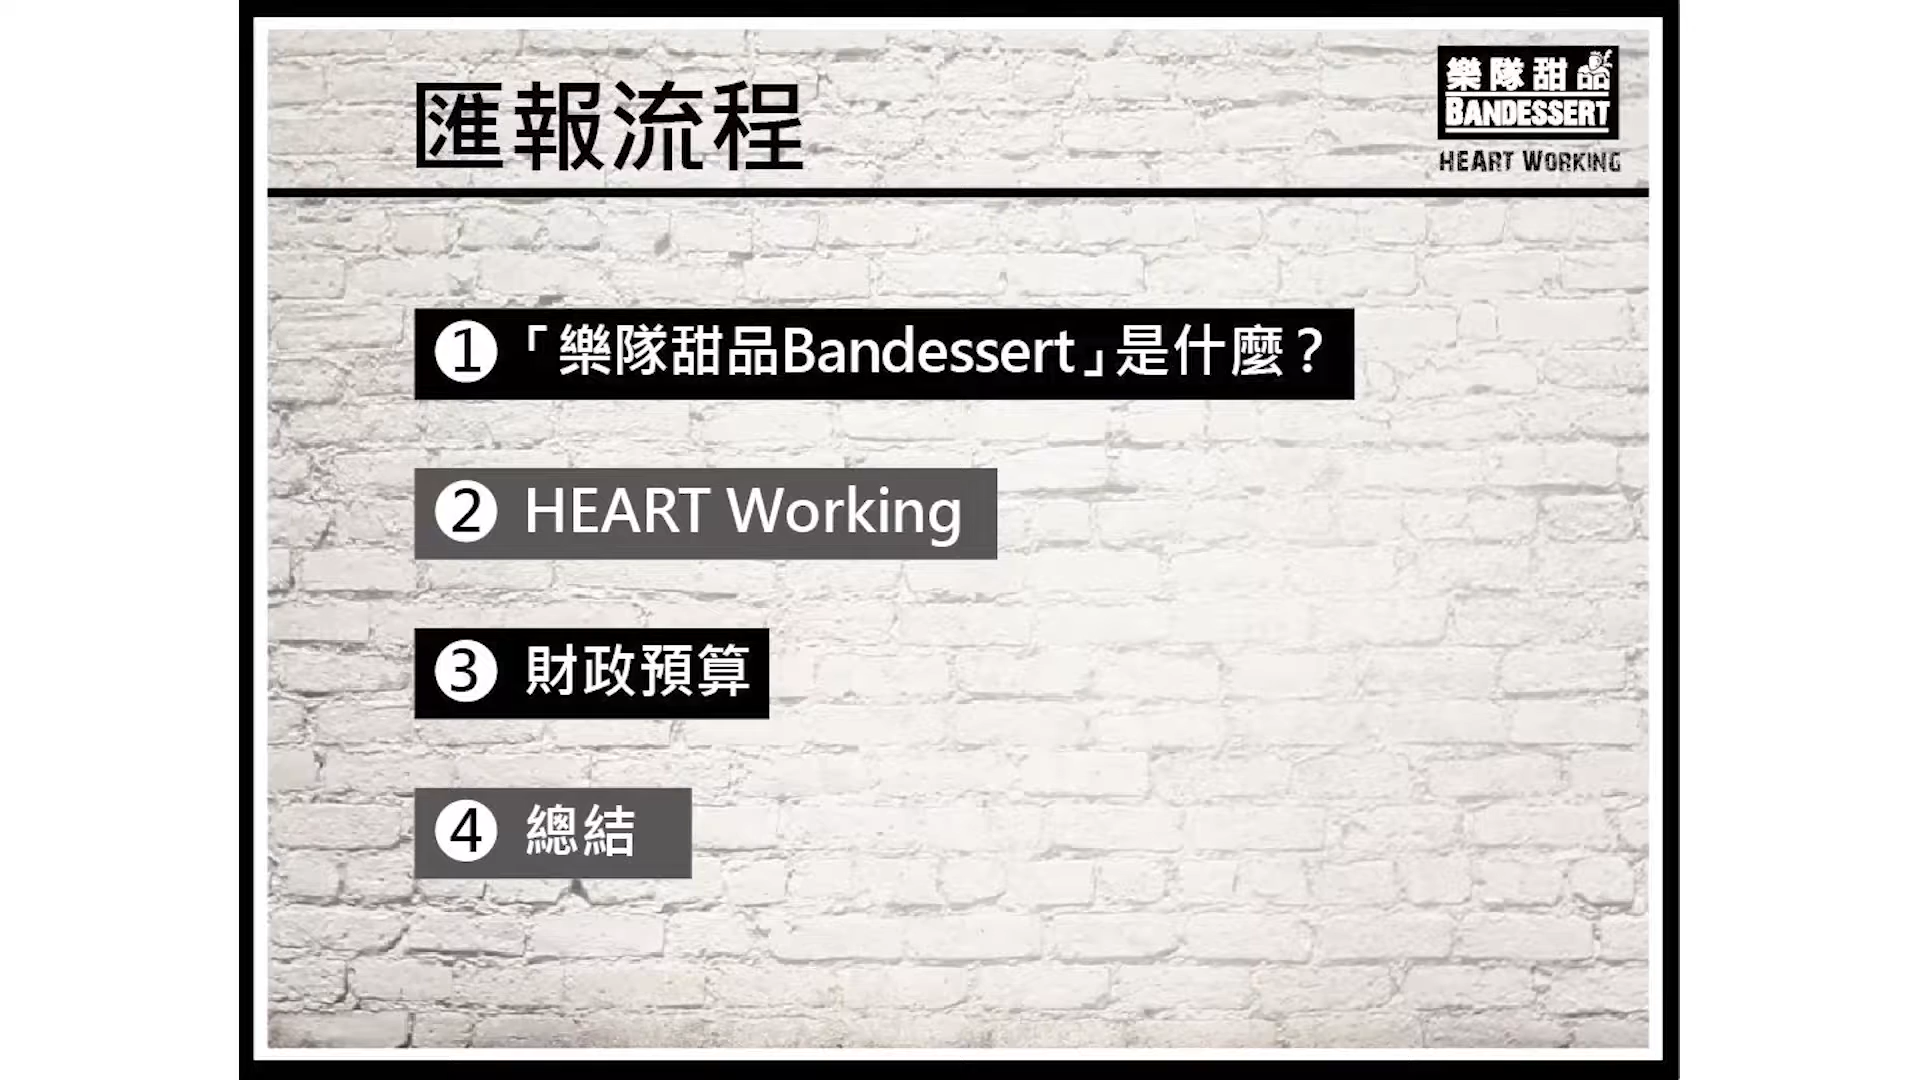 匯報流程
樂隊甜品
BANDESSERT
HEART WORKING
1 「樂隊甜品Bandessert」是什麼？
2 HEART Working
3 財政預算
4 總結